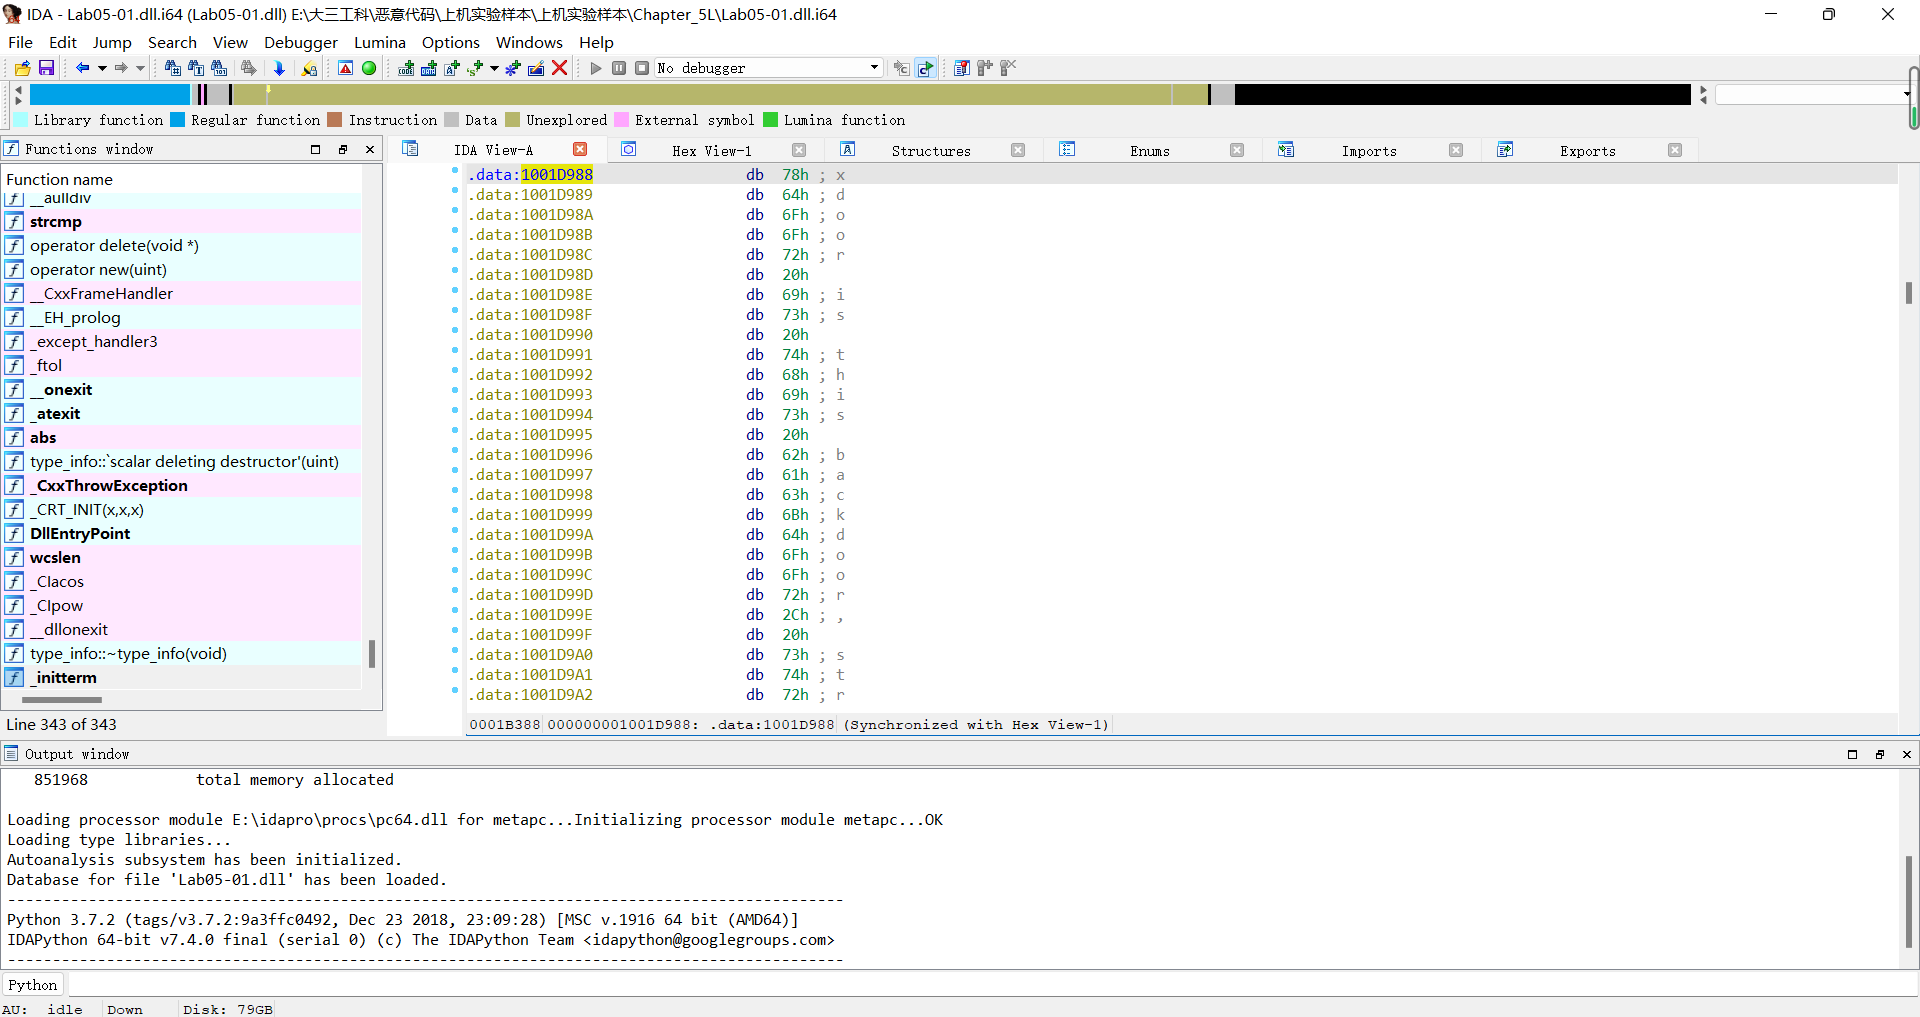 IDA - Lab05-01.dll.i64 (Lab05-01.dll) E:\大三工科\恶意代码\上机实验样本\上机实验样本\Chapter_5L\Lab05-01.dll.i64
File Edit Jump Search View Debugger Lumina Options Windows Help
No debugger
Library function Regular function Instruction Data Unexplored External symbol Lumina function
Functions window
IDA View-A Hex View-1 Structures Enums Imports Exports
Function name
__aulldiv
strcmp
operator delete(void *)
operator new(uint)
__CxxFrameHandler
__EH_prolog
_except_handler3
_ftol
__onexit
_atexit
abs
type_info::`scalar deleting destructor'(uint)
_CxxThrowException
_CRT_INIT(x,x,x)
DllEntryPoint
wcslen
_CIacos
_CIpow
__dllonexit
type_info::~type_info(void)
_initterm
Line 343 of 343
.data:1001D988 db 78h ; x
.data:1001D989 db 64h ; d
.data:1001D98A db 6Fh ; o
.data:1001D98B db 6Fh ; o
.data:1001D98C db 72h ; r
.data:1001D98D db 20h
.data:1001D98E db 69h ; i
.data:1001D98F db 73h ; s
.data:1001D990 db 20h
.data:1001D991 db 74h ; t
.data:1001D992 db 68h ; h
.data:1001D993 db 69h ; i
.data:1001D994 db 73h ; s
.data:1001D995 db 20h
.data:1001D996 db 62h ; b
.data:1001D997 db 61h ; a
.data:1001D998 db 63h ; c
.data:1001D999 db 6Bh ; k
.data:1001D99A db 64h ; d
.data:1001D99B db 6Fh ; o
.data:1001D99C db 6Fh ; o
.data:1001D99D db 72h ; r
.data:1001D99E db 2Ch ; ,
.data:1001D99F db 20h
.data:1001D9A0 db 73h ; s
.data:1001D9A1 db 74h ; t
.data:1001D9A2 db 72h ; r
0001B388 000000001001D988: .data:1001D988 (Synchronized with Hex View-1)
Output window
851968 total memory allocated
Loading processor module E:\idapro\procs\pc64.dll for metapc...Initializing processor module metapc...OK
Loading type libraries...
Autoanalysis subsystem has been initialized.
Database for file 'Lab05-01.dll' has been loaded.
---------------------------------------------------------------------------------------------
Python 3.7.2 (tags/v3.7.2:9a3ffc0492, Dec 23 2018, 23:09:28) [MSC v.1916 64 bit (AMD64)]
IDAPython 64-bit v7.4.0 final (serial 0) (c) The IDAPython Team <idapython@googlegroups.com>
---------------------------------------------------------------------------------------------
Python
AU: idle Down Disk: 79GB